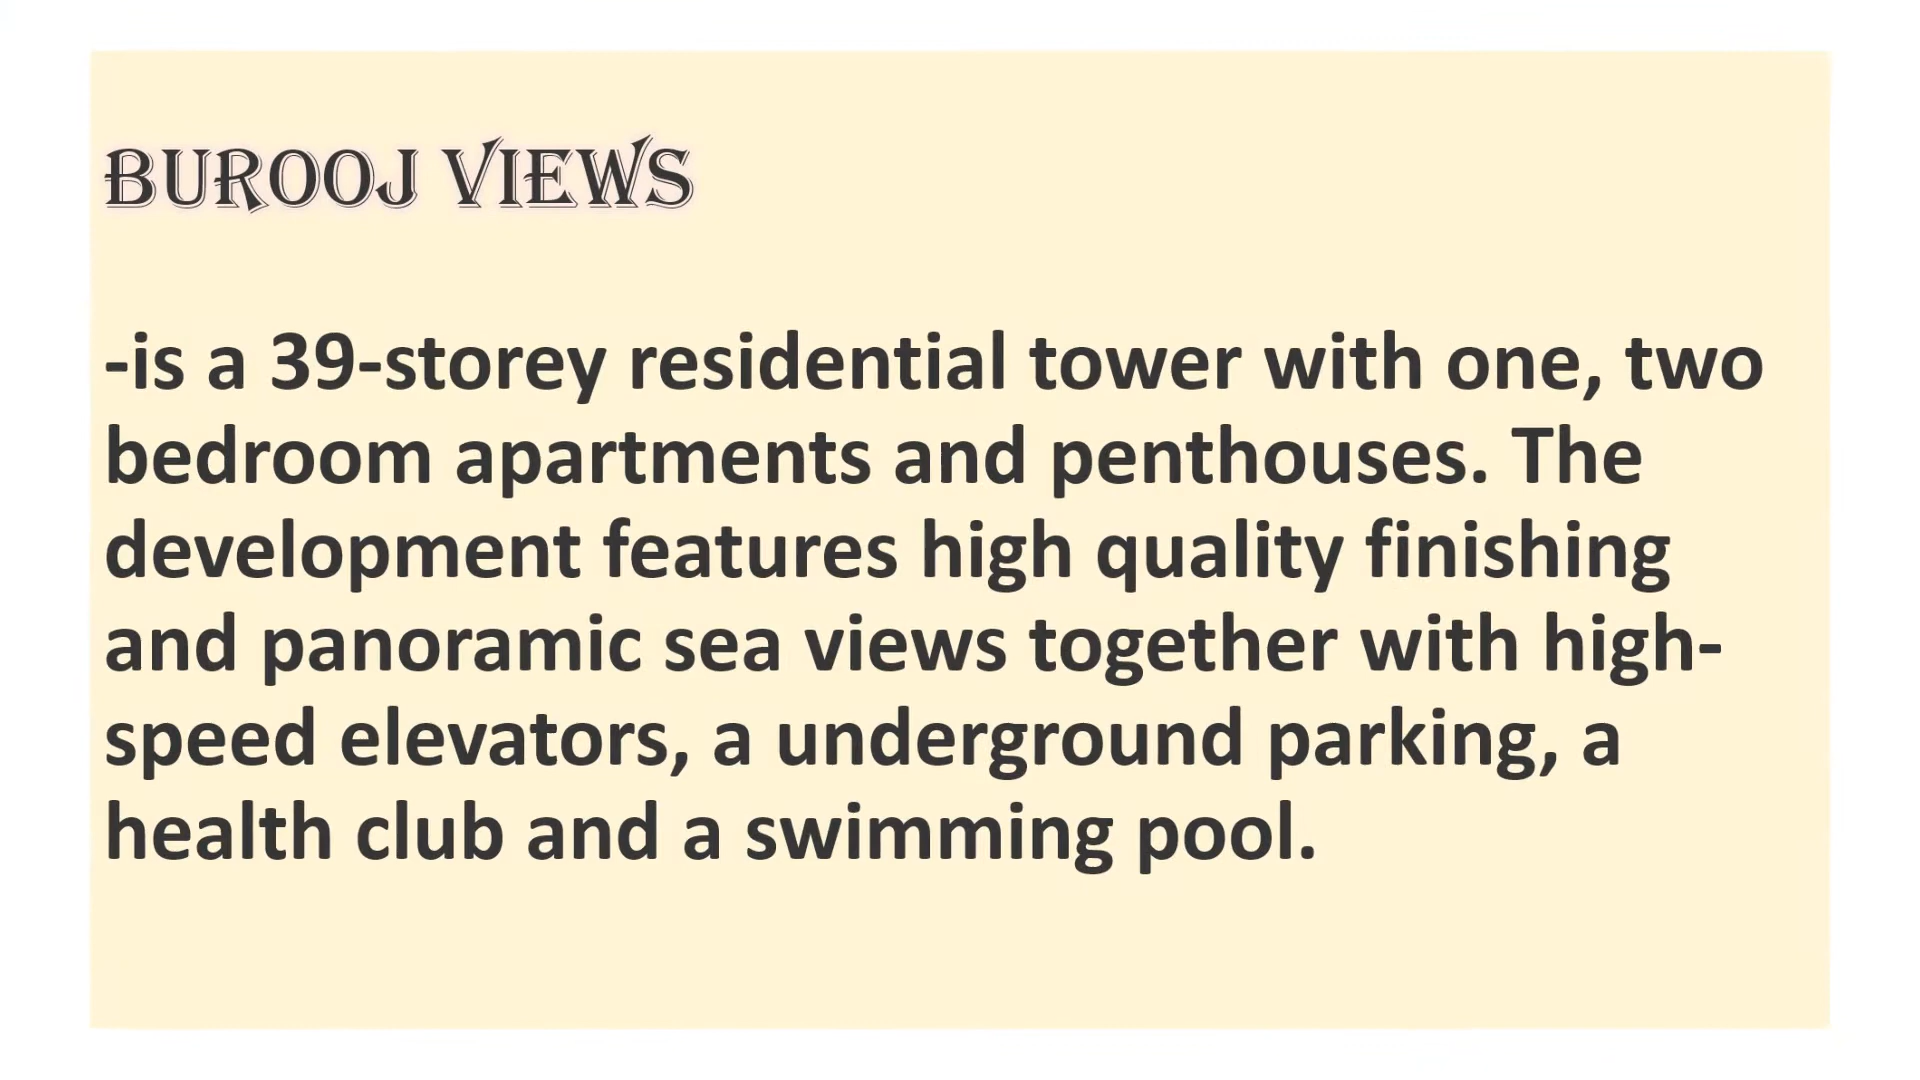 BUROOJ VIEWS
-is a 39-storey residential tower with one, two
bedroom apartments and penthouses. The
development features high quality finishing
and panoramic sea views together with high-
speed elevators, a underground parking, a
health club and a swimming pool.